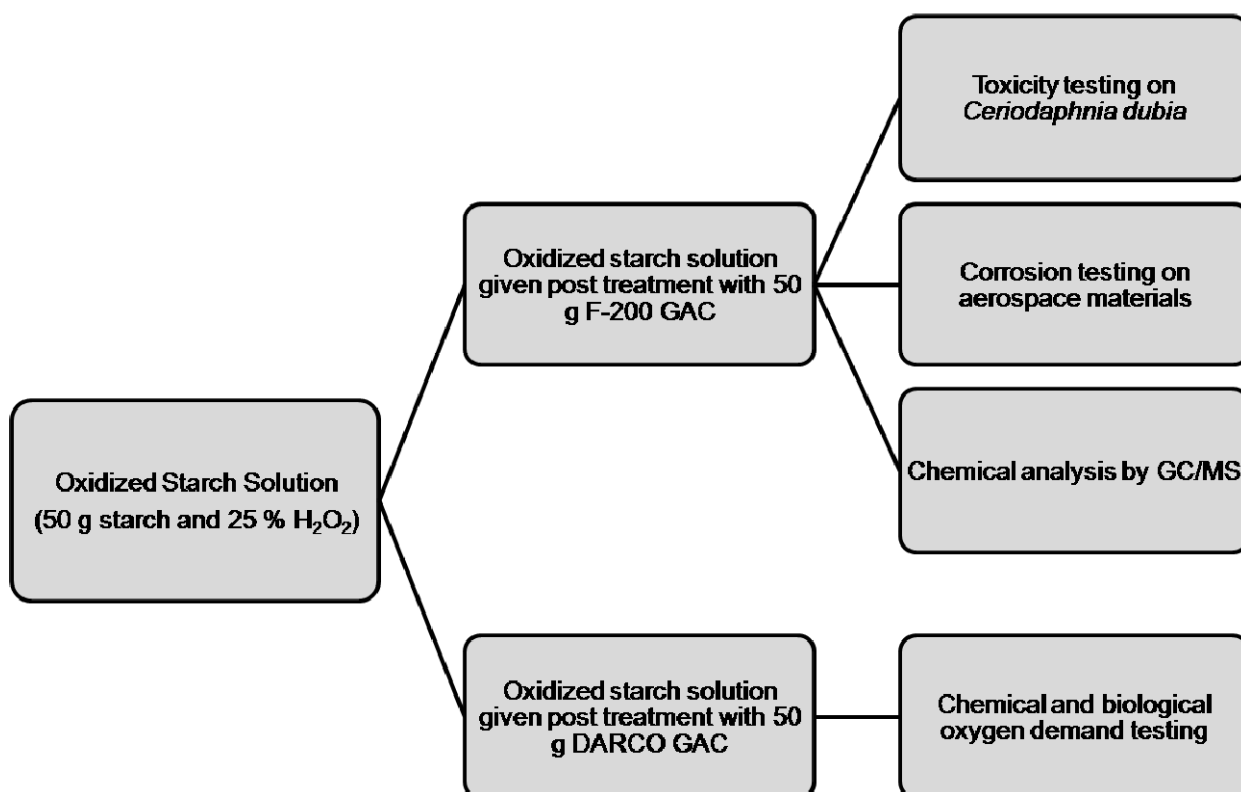 Oxidized Starch Solution
(50 g starch and 25 % H₂O₂)
Oxidized starch solution
given post treatment with 50
g F-200 GAC
Toxicity testing on
Ceriodaphnia dubia
Corrosion testing on
aerospace materials
Chemical analysis by GC/MS
Oxidized starch solution
given post treatment with 50
g DARCO GAC
Chemical and biological
oxygen demand testing